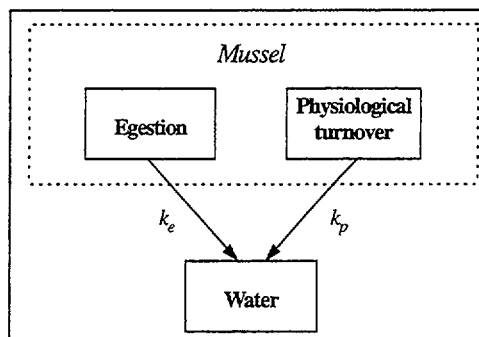 Mussel
Egestion
Physiological
turnover
k_e
k_p
Water